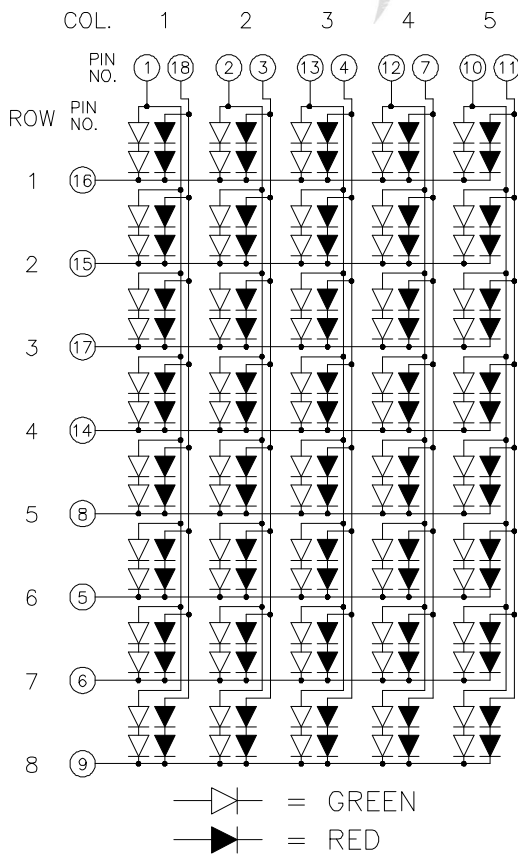 COL. 1 2 3 4 5
PIN NO. 1 18 2 3 13 4 12 7 10 11
ROW PIN NO.
1 16
2 15
3 17
4 14
5 8
6 5
7 6
8 9
= GREEN
= RED